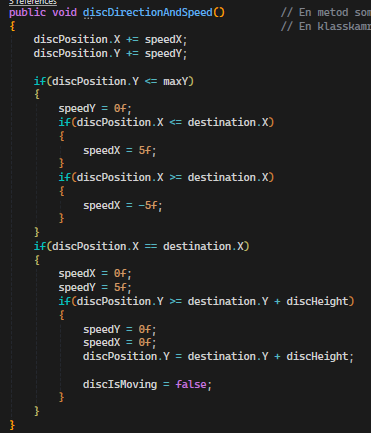 3 references
public void discDirectionAndSpeed() // En metod som
{ // En klasskamr
discPosition.X += speedX;
discPosition.Y += speedY;
if(discPosition.Y <= maxY)
{
speedY = 0f;
if(discPosition.X <= destination.X)
{
speedX = 5f;
}
if(discPosition.X >= destination.X)
{
speedX = -5f;
}
}
if(discPosition.X == destination.X)
{
speedX = 0f;
speedY = 5f;
if(discPosition.Y >= destination.Y + discHeight)
{
speedY = 0f;
speedX = 0f;
discPosition.Y = destination.Y + discHeight;
discIsMoving = false;
}
}
}